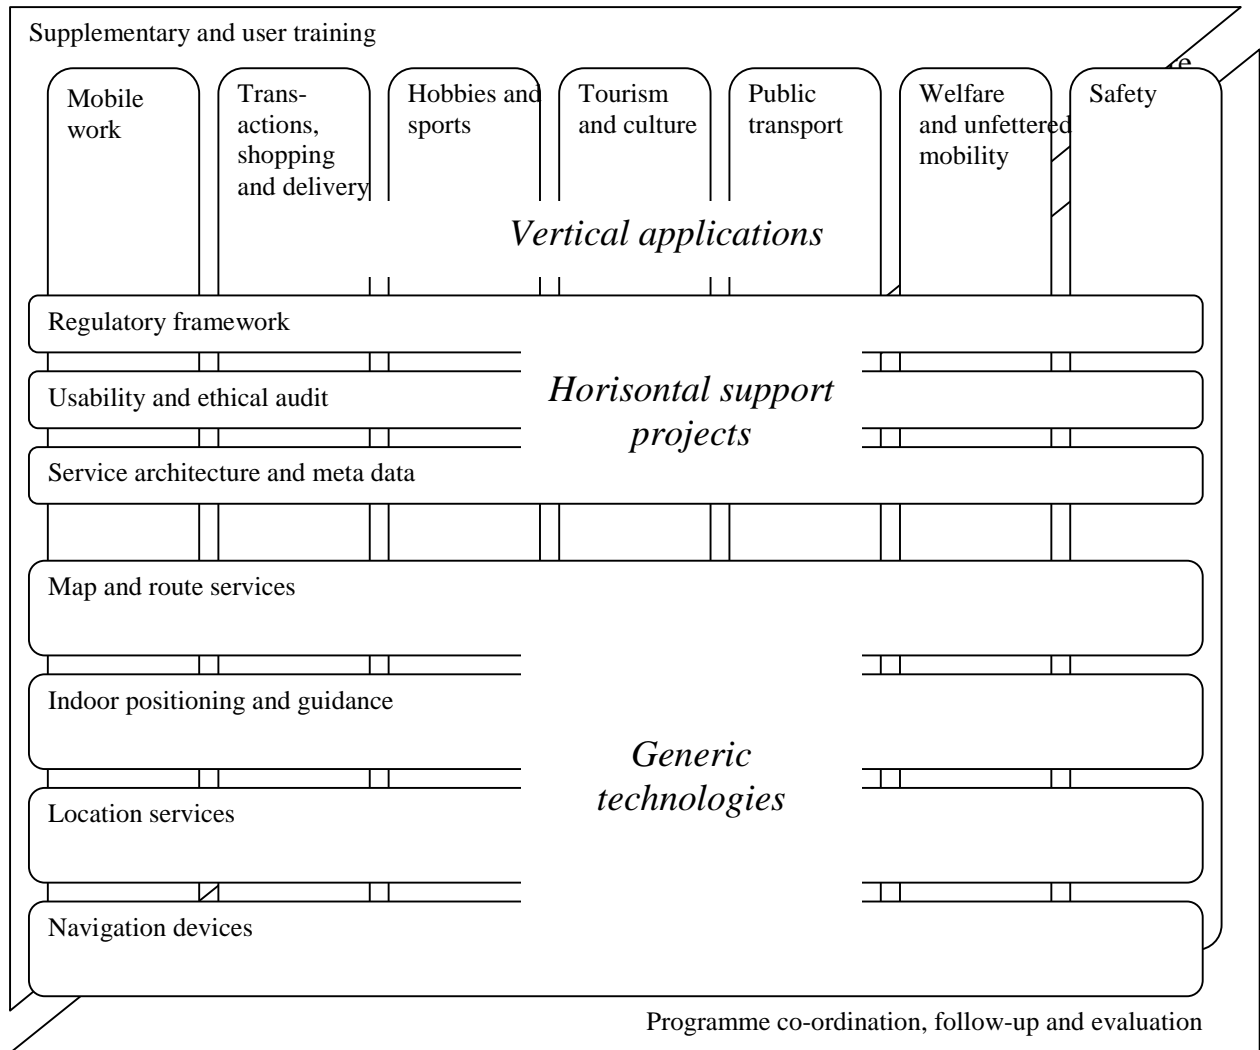 Supplementary and user training
Mobile
work
Trans-
actions,
shopping
and delivery
Hobbies and
sports
Tourism
and culture
Public
transport
Welfare
and unfettered
mobility
Safety
Vertical applications
Regulatory framework
Usability and ethical audit
Service architecture and meta data
Horisontal support
projects
Map and route services
Indoor positioning and guidance
Location services
Navigation devices
Generic
technologies
Programme co-ordination, follow-up and evaluation